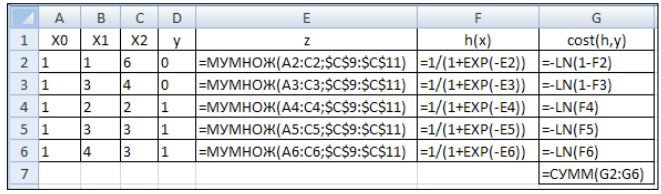 A B C D E F G
1 X0 X1 X2 y z h(x) cost(h,y)
2 1 1 6 0 =МУМНОЖ(A2:C2;$C$9:$C$11) =1/(1+EXP(-E2)) =-LN(1-F2)
3 1 3 4 0 =МУМНОЖ(A3:C3;$C$9:$C$11) =1/(1+EXP(-E3)) =-LN(1-F3)
4 1 2 2 1 =МУМНОЖ(A4:C4;$C$9:$C$11) =1/(1+EXP(-E4)) =-LN(F4)
5 1 3 3 1 =МУМНОЖ(A5:C5;$C$9:$C$11) =1/(1+EXP(-E5)) =-LN(F5)
6 1 4 3 1 =МУМНОЖ(A6:C6;$C$9:$C$11) =1/(1+EXP(-E6)) =-LN(F6)
7 =СУММ(G2:G6)